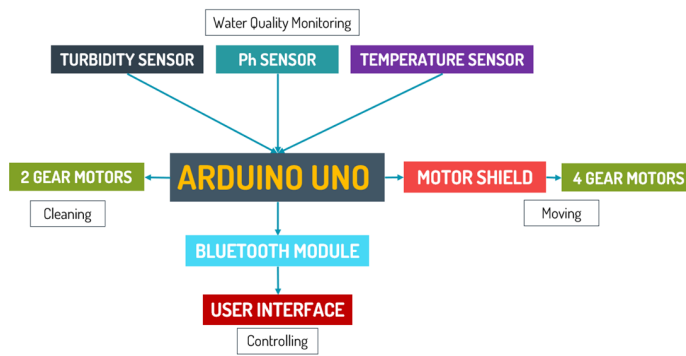 Water Quality Monitoring
TURBIDITY SENSOR
Ph SENSOR
TEMPERATURE SENSOR
2 GEAR MOTORS
ARDUINO UNO
MOTOR SHIELD
4 GEAR MOTORS
Cleaning
Moving
BLUETOOTH MODULE
USER INTERFACE
Controlling